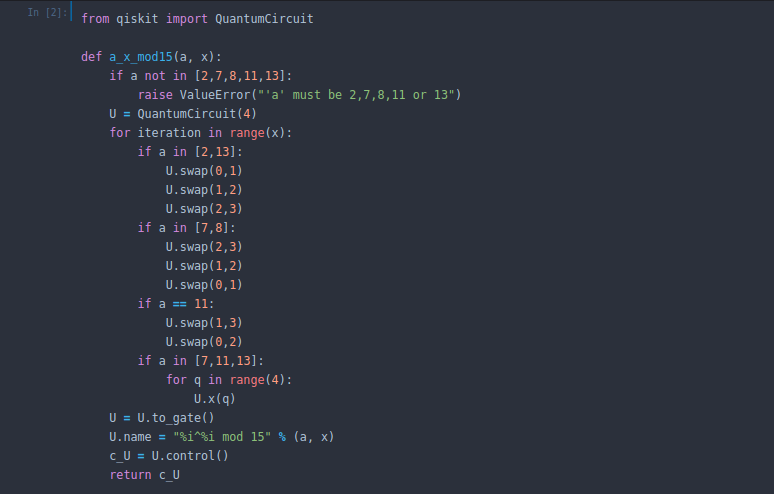 In [2]:
from qiskit import QuantumCircuit

def a_x_mod15(a, x):
    if a not in [2,7,8,11,13]:
        raise ValueError("'a' must be 2,7,8,11 or 13")
    U = QuantumCircuit(4)
    for iteration in range(x):
        if a in [2,13]:
            U.swap(0,1)
            U.swap(1,2)
            U.swap(2,3)
        if a in [7,8]:
            U.swap(2,3)
            U.swap(1,2)
            U.swap(0,1)
        if a == 11:
            U.swap(1,3)
            U.swap(0,2)
        if a in [7,11,13]:
            for q in range(4):
                U.x(q)
    U = U.to_gate()
    U.name = "%i^%i mod 15" % (a, x)
    c_U = U.control()
    return c_U